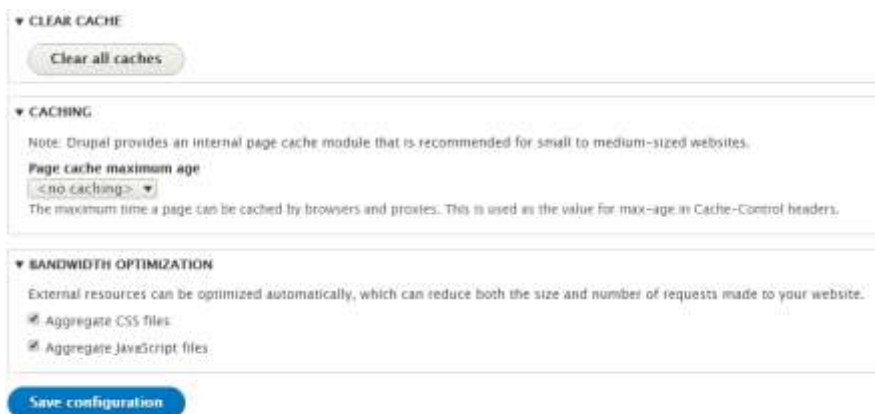 CLEAR CACHE
Clear all caches
CACHING
Note: Drupal provides an internal page cache module that is recommended for small to medium-sized websites.
Page cache maximum age
<no caching>
The maximum time a page can be cached by browsers and proxies. This is used as the value for max-age in Cache-Control headers.
BANDWIDTH OPTIMIZATION
External resources can be optimized automatically, which can reduce both the size and number of requests made to your website.
Aggregate CSS files
Aggregate JavaScript files
Save configuration